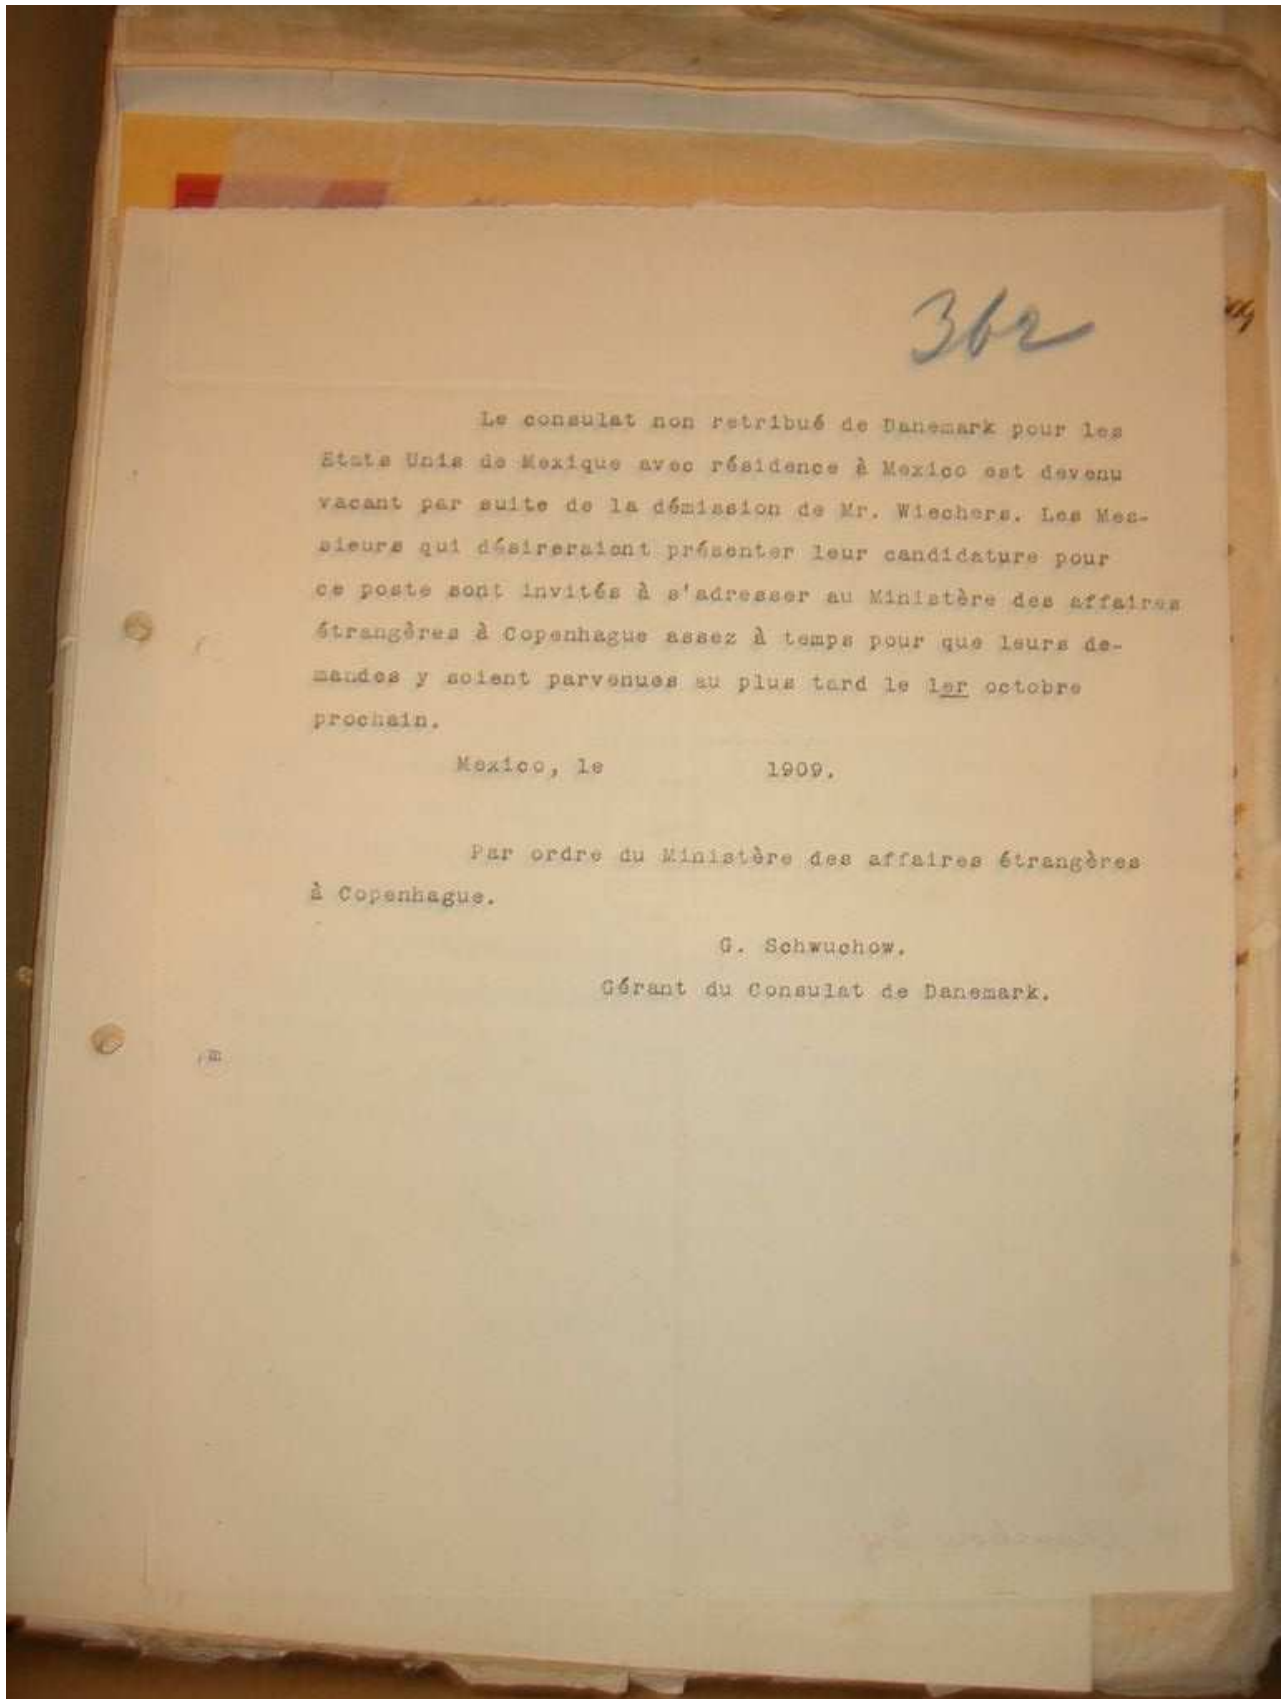 362
Le consulat non retribué de Danemark pour les
Etats Unis de Mexique avec résidence à Mexico est devenu
vacant par suite de la démission de Mr. Wiechers. Les Mes-
sieurs qui désireraient présenter leur candidature pour
ce poste sont invités à s'adresser au Ministère des affaires
étrangères à Copenhague assez à temps pour que leurs de-
mandes y soient parvenues au plus tard le 1er octobre
prochain.
Mexico, le 1909.
Par ordre du Ministère des affaires étrangères
à Copenhague.
G. Schwuchow.
Gérant du Consulat de Danemark.